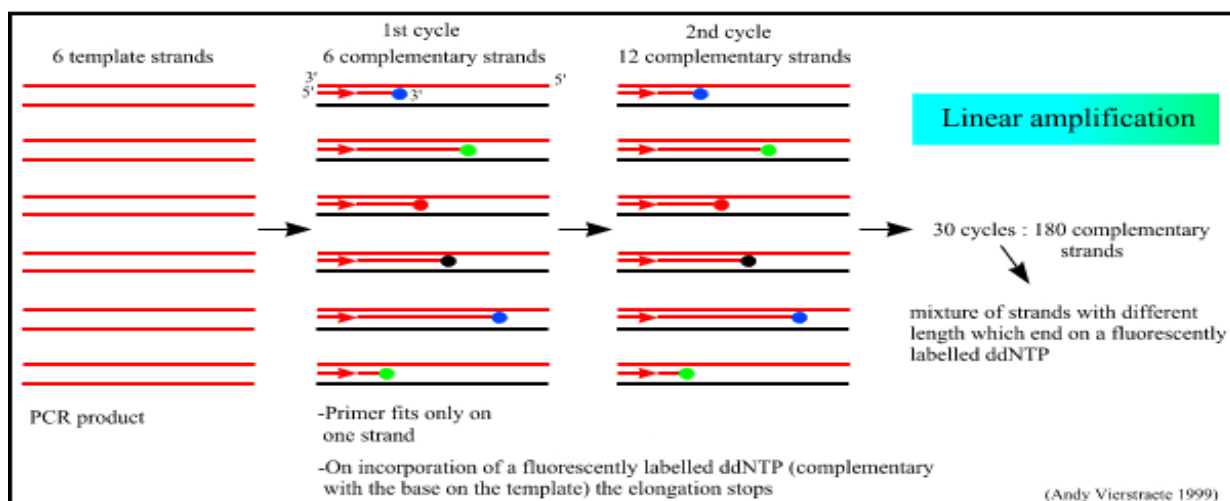 6 template strands
1st cycle
6 complementary strands
2nd cycle
12 complementary strands
3'
5'
3'
5'
Linear amplification
30 cycles : 180 complementary
strands
mixture of strands with different
length which end on a fluorescently
labelled ddNTP
PCR product
-Primer fits only on
one strand
-On incorporation of a fluorescently labelled ddNTP (complementary
with the base on the template) the elongation stops
(Andy Vierstraete 1999)